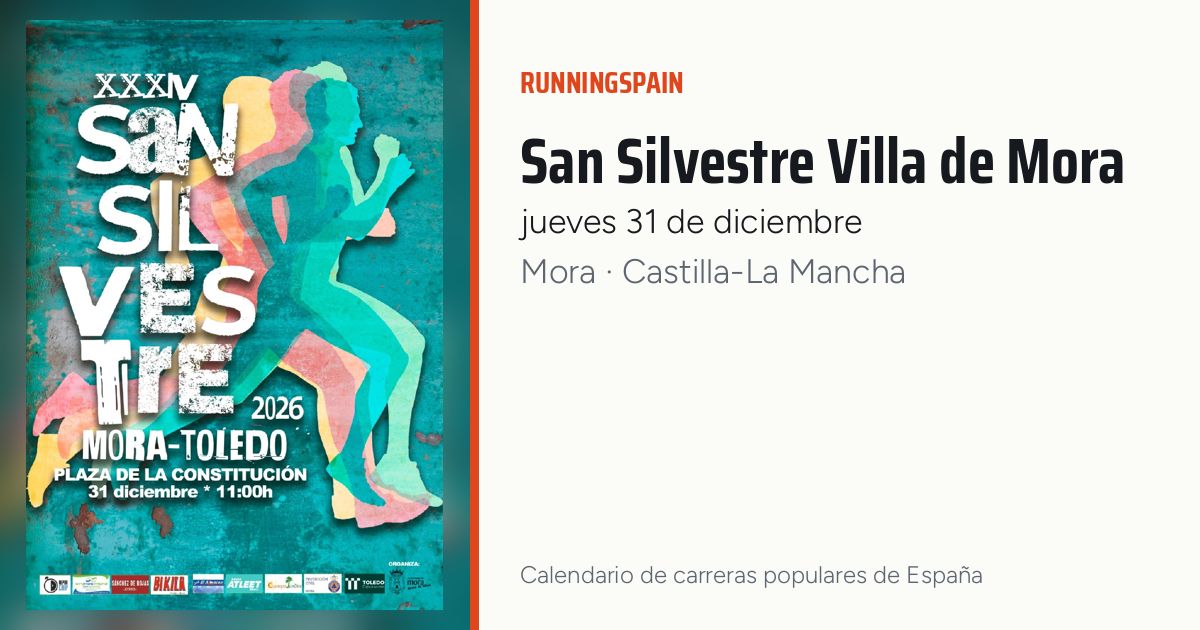 XXXIV
SaN
SIL
VES
TrE
2026
MORA-TOLEDO
PLAZA DE LA CONSTITUCIÓN
31 diciembre * 11:00h
ORGANIZA:
SÁNCHEZ DE ROJAS
BIKILA
ATLEET
TOLEDO
mora
RUNNINGSPAIN
San Silvestre Villa de Mora
jueves 31 de diciembre
Mora · Castilla-La Mancha
Calendario de carreras populares de España